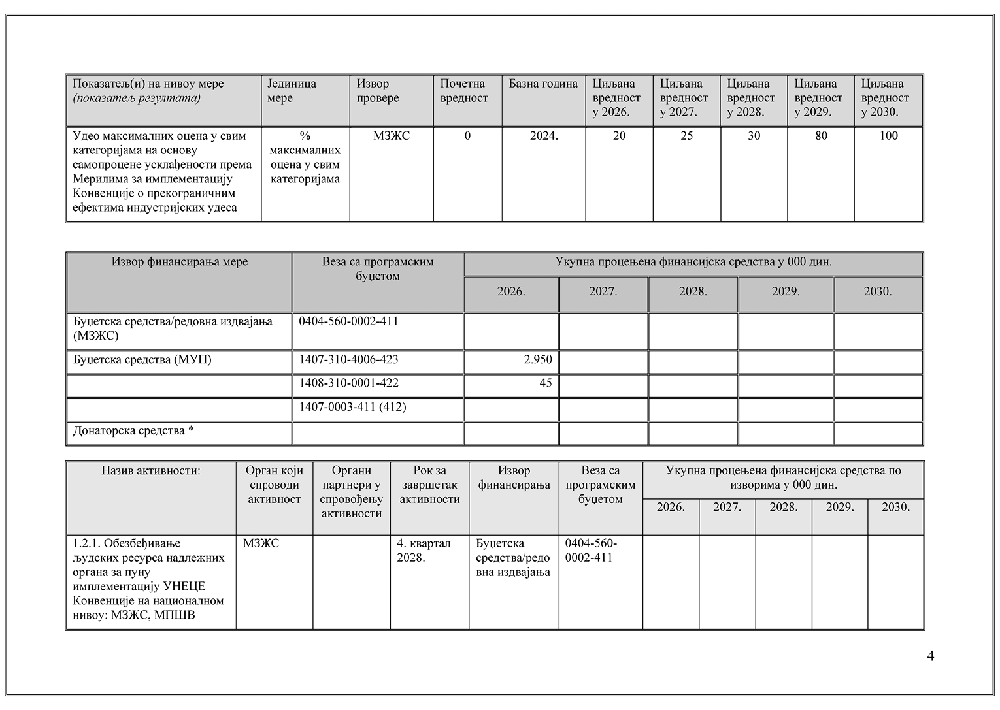 Показатељ(и) на нивоу мере
(показатељ резултата)
Јединица
мере
Извор
провере
Почетна
вредност
Базна година
Циљана
вредност
у 2026.
Циљана
вредност
у 2027.
Циљана
вредност
у 2028.
Циљана
вредност
у 2029.
Циљана
вредност
у 2030.
Удео максималних оцена у свим
категоријама на основу
самопроцене усклађености према
Мерилима за имплементацију
Конвенције о прекограничним
ефектима индустријских удеса
%
максималних
оцена у свим
категоријама
МЗЖС
0
2024.
20
25
30
80
100
Извор финансирања мере
Веза са програмским
буџетом
Укупна процењена финансијска средства у 000 дин.
2026.
2027.
2028.
2029.
2030.
Буџетска средства/редовна издвајања
(МЗЖС)
0404-560-0002-411
Буџетска средства (МУП)
1407-310-4006-423
2.950
1408-310-0001-422
45
1407-0003-411 (412)
Донаторска средства *
Назив активности:
Орган који
спроводи
активност
Органи
партнери у
спровођењу
активности
Рок за
завршетак
активности
Извор
финансирања
Веза са
програмским
буџетом
Укупна процењена финансијска средства по
изворима у 000 дин.
2026.
2027.
2028.
2029.
2030.
1.2.1. Обезбеђивање
људских ресурса надлежних
органа за пуну
имплементацију УНЕЦЕ
Конвенције на националном
нивоу: МЗЖС, МПШВ
МЗЖС
4. квартал
2028.
Буџетска
средства/редо
вна издвајања
0404-560-
0002-411
4